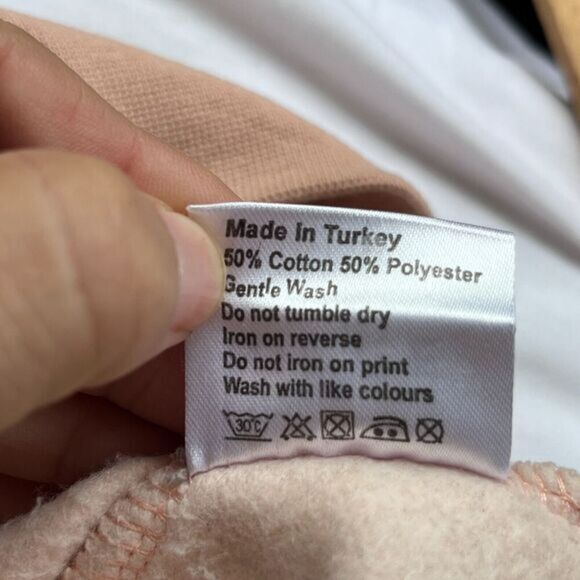 Made In Turkey
50% Cotton 50% Polyester
Gentle Wash
Do not tumble dry
Iron on reverse
Do not iron on print
Wash with like colours
30°C